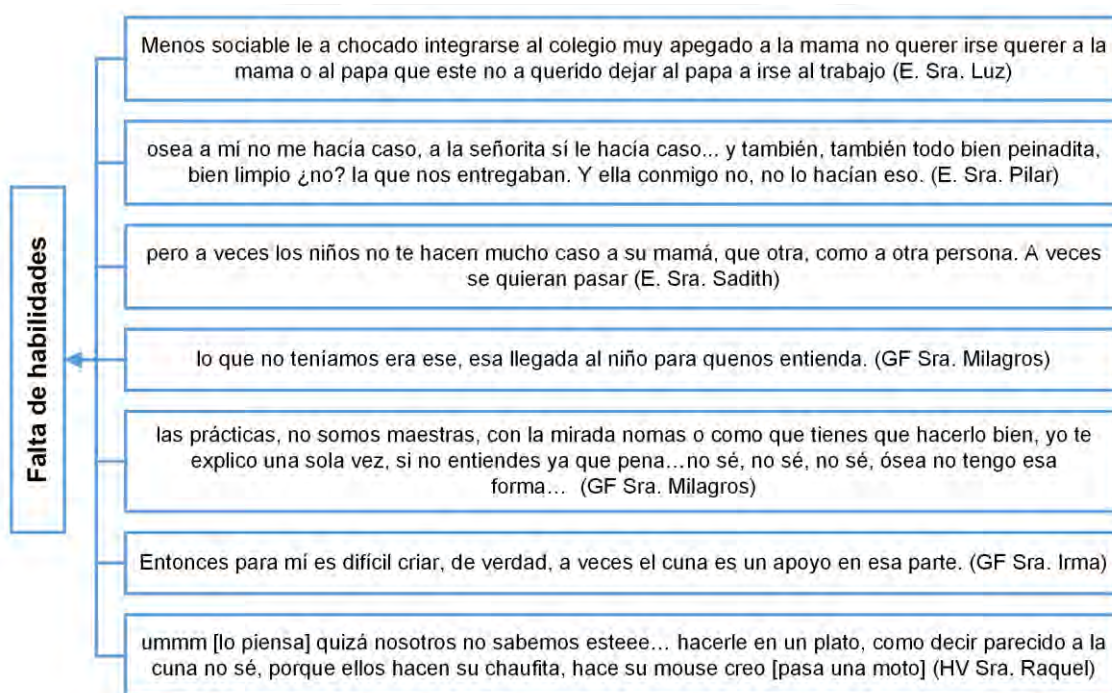 Falta de habilidades
Menos sociable le a chocado integrarse al colegio muy apegado a la mama no querer irse querer a la
mama o al papa que este no a querido dejar al papa a irse al trabajo (E. Sra. Luz)
osea a mí no me hacía caso, a la señorita sí le hacía caso... y también, también todo bien peinadita,
bien limpio ¿no? la que nos entregaban. Y ella conmigo no, no lo hacían eso. (E. Sra. Pilar)
pero a veces los niños no te hacen mucho caso a su mamá, que otra, como a otra persona. A veces
se quieran pasar (E. Sra. Sadith)
lo que no teníamos era ese, esa llegada al niño para quenos entienda. (GF Sra. Milagros)
las prácticas, no somos maestras, con la mirada nomas o como que tienes que hacerlo bien, yo te
explico una sola vez, si no entiendes ya que pena…no sé, no sé, no sé, ósea no tengo esa
forma… (GF Sra. Milagros)
Entonces para mí es difícil criar, de verdad, a veces el cuna es un apoyo en esa parte. (GF Sra. Irma)
ummm [lo piensa] quizá nosotros no sabemos esteee… hacerle en un plato, como decir parecido a la
cuna no sé, porque ellos hacen su chaufita, hace su mouse creo [pasa una moto] (HV Sra. Raquel)